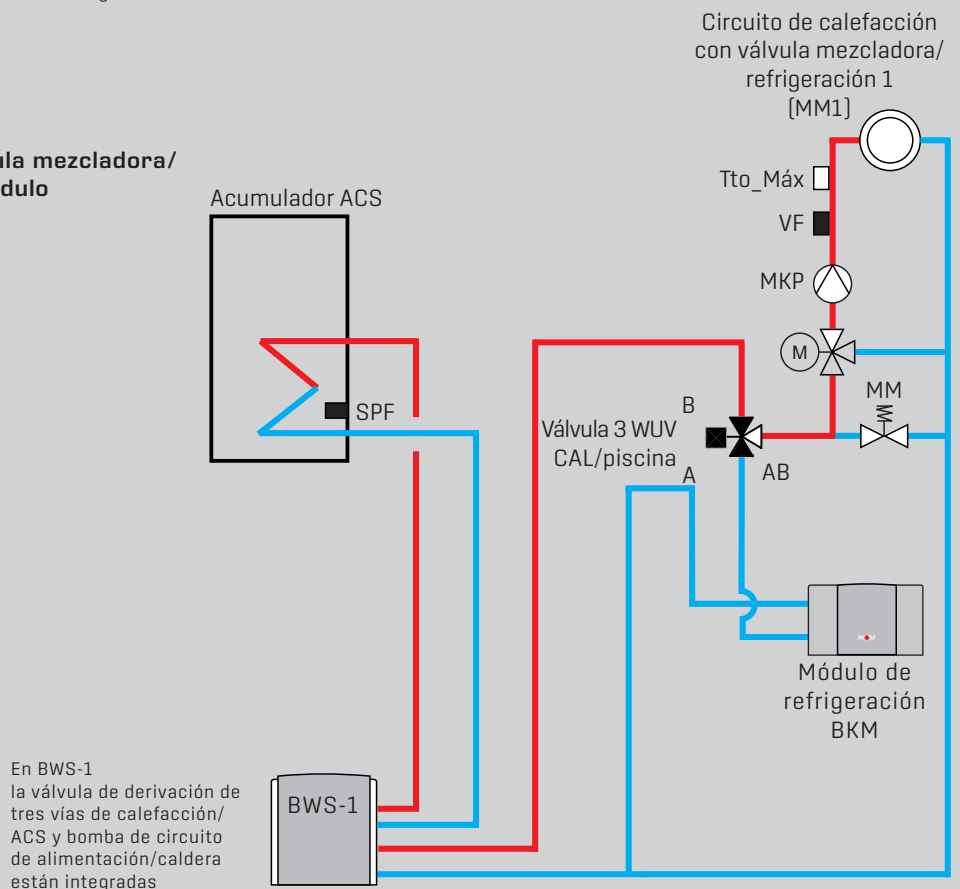 Circuito de calefacción
con válvula mezcladora/
refrigeración 1
(MM1)
mezcladora/
Acumulador ACS
Tto_Máx
VF
MKP
M
MM
SPF
B
Válvula 3 WUV
CAL/piscina
A
AB
Módulo de
refrigeración
BKM
BWS-1
En BWS-1
la válvula de derivación de
tres vías de calefacción/
ACS y bomba de circuito
de alimentación/caldera
están integradas